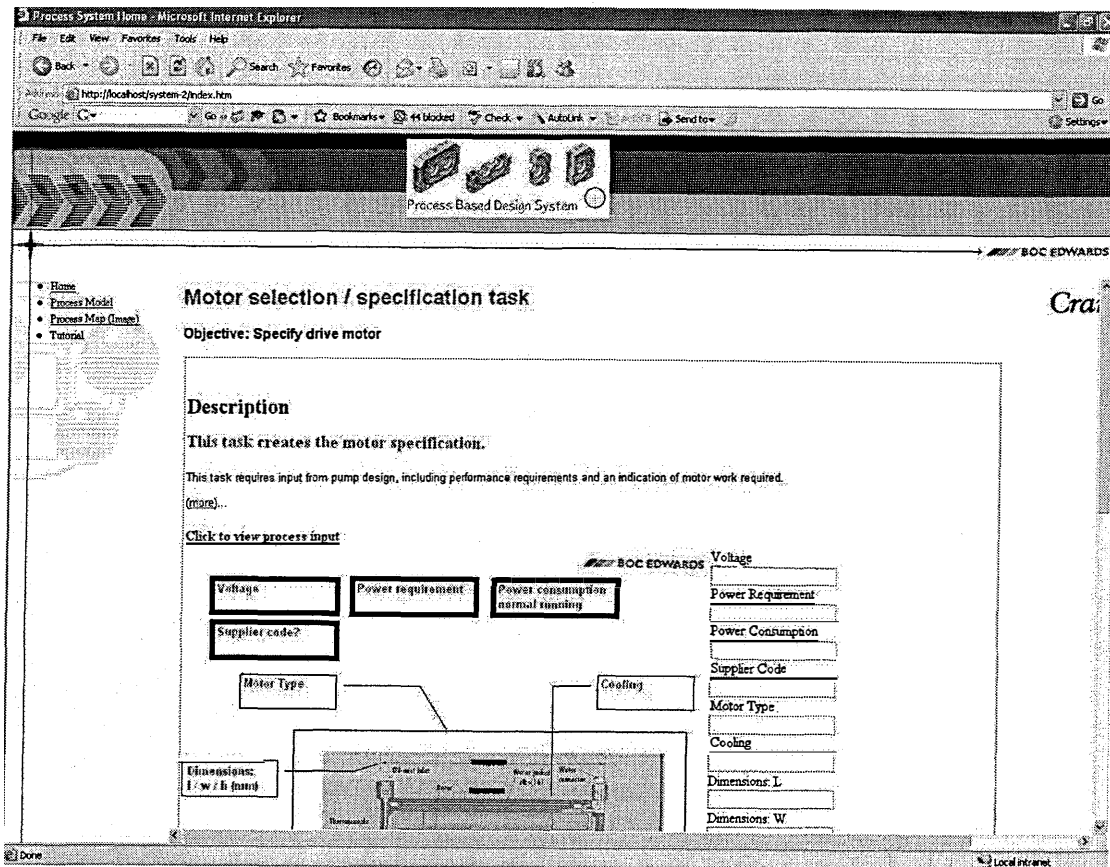 Process System Home - Microsoft Internet Explorer
File Edit View Favorites Tools Help
Back Search Favorites
Address http://localhost/system-2/index.htm Go
Google G Go Bookmarks 44 blocked Check AutoLink Send to Settings
Process Based Design System
BOC EDWARDS
Home
Process Model
Process Map (Image)
Tutorial
Motor selection / specification task
Objective: Specify drive motor
Description
This task creates the motor specification.
This task requires input from pump design, including performance requirements and an indication of motor work required.
(more)...
Click to view process input
BOC EDWARDS
Voltage
Power requirement
Power consumption
normal running
Supplier code?
Motor Type
Cooling
Dimensions:
l / w / h (mm)
Thermocouple
Voltage
Power Requirement
Power Consumption
Supplier Code
Motor Type
Cooling
Dimensions: L
Dimensions: W
Done
Local intranet